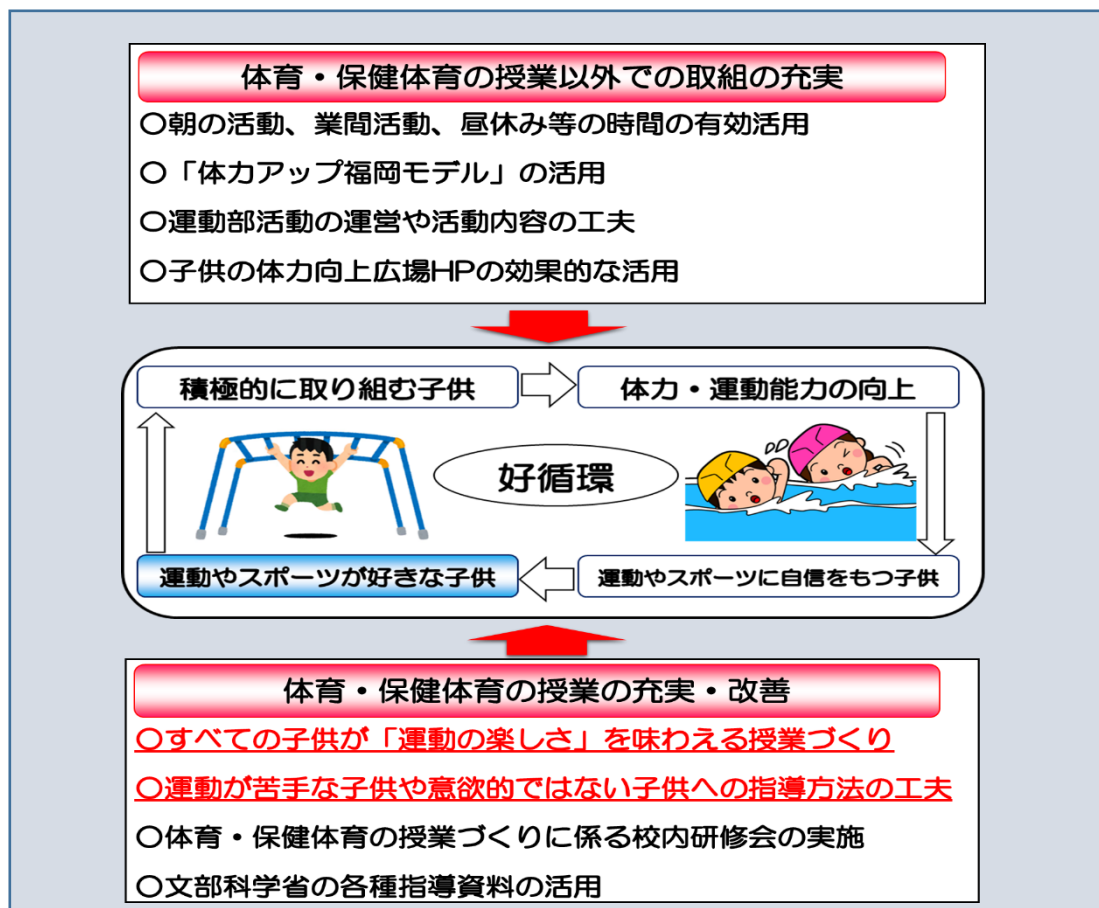 体育・保健体育の授業以外での取組の充実
〇朝の活動、業間活動、昼休み等の時間の有効活用
〇「体力アップ福岡モデル」の活用
〇運動部活動の運営や活動内容の工夫
〇子供の体力向上広場HPの効果的な活用
積極的に取り組む子供
体力・運動能力の向上
好循環
運動やスポーツが好きな子供
運動やスポーツに自信をもつ子供
体育・保健体育の授業の充実・改善
〇すべての子供が「運動の楽しさ」を味わえる授業づくり
〇運動が苦手な子供や意欲的ではない子供への指導方法の工夫
〇体育・保健体育の授業づくりに係る校内研修会の実施
〇文部科学省の各種指導資料の活用